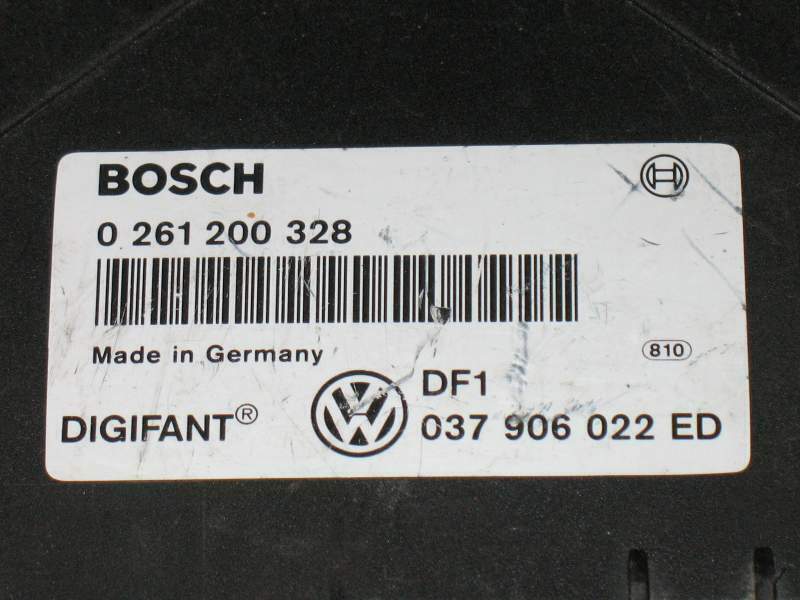 BOSCH
0 261 200 328
Made in Germany
810
DIGIFANT®
DF1
037 906 022 ED